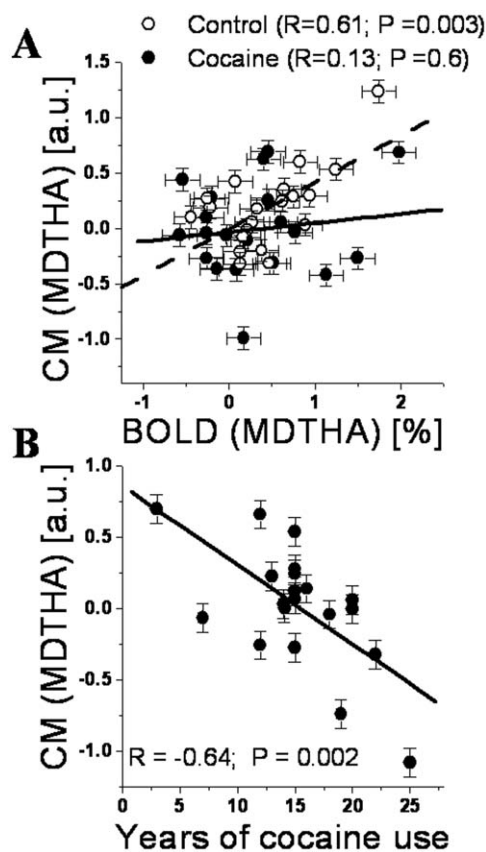 Control (R=0.61; P =0.003)
A
Cocaine (R=0.13; P =0.6)
1.5
1.0
0.5
0.0
-0.5
-1.0
CM (MDTHA) [a.u.]
-1 0 1 2
BOLD (MDTHA) [%]
B
1.0
0.5
0.0
-0.5
-1.0
CM (MDTHA) [a.u.]
R = -0.64; P = 0.002
0 5 10 15 20 25
Years of cocaine use